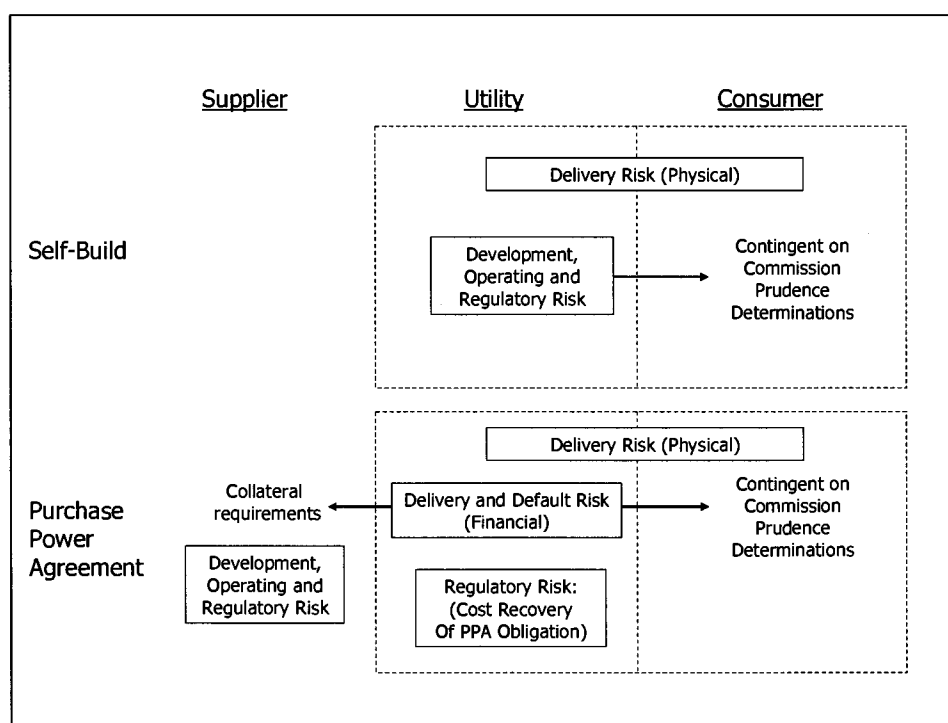 Supplier
Utility
Consumer
Self-Build
Delivery Risk (Physical)
Development,
Operating and
Regulatory Risk
Contingent on
Commission
Prudence
Determinations
Purchase
Power
Agreement
Delivery Risk (Physical)
Collateral
requirements
Delivery and Default Risk
(Financial)
Contingent on
Commission
Prudence
Determinations
Development,
Operating and
Regulatory Risk
Regulatory Risk:
(Cost Recovery
Of PPA Obligation)